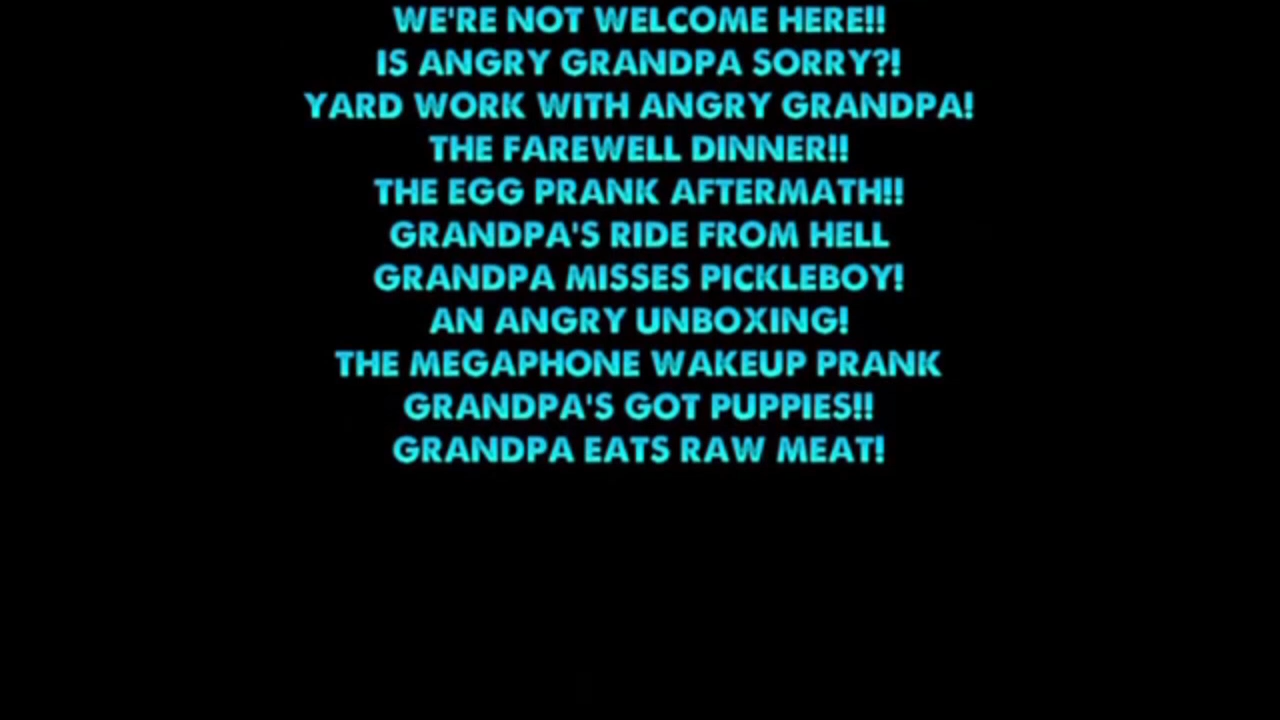 WE'RE NOT WELCOME HERE!!
IS ANGRY GRANDPA SORRY?!
YARD WORK WITH ANGRY GRANDPA!
THE FAREWELL DINNER!!
THE EGG PRANK AFTERMATH!!
GRANDPA'S RIDE FROM HELL
GRANDPA MISSES PICKLEBOY!
AN ANGRY UNBOXING!
THE MEGAPHONE WAKEUP PRANK
GRANDPA'S GOT PUPPIES!!
GRANDPA EATS RAW MEAT!